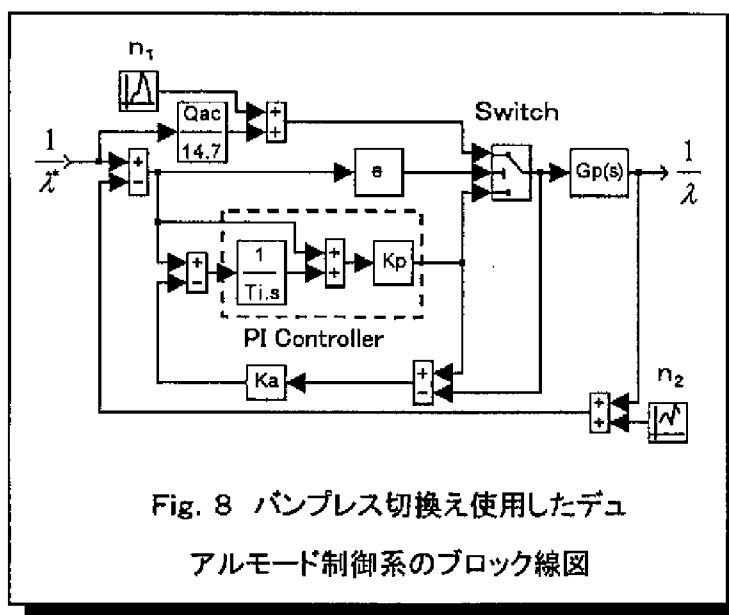 n₁
Qac
14.7
+
+
Switch
1
λ*
+
−
e
Gp(s)
1
λ
+
−
1
Ti.s
+
+
Kp
PI Controller
Ka
+
−
n₂
+
+
Fig. 8 バンプレス切換え使用したデュ
アルモード制御系のブロック線図